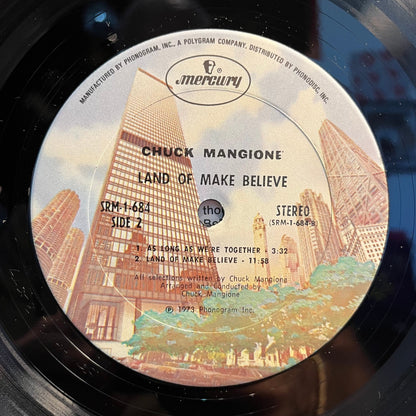 MANUFACTURED BY PHONOGRAM, INC., A POLYGRAM COMPANY. DISTRIBUTED BY PHONODISC, INC.
mercury
CHUCK MANGIONE
LAND OF MAKE BELIEVE
SRM-1-684
SIDE 2
STEREO
(SRM-1-684-B)
1. AS LONG AS WE'RE TOGETHER - 3:32
2. LAND OF MAKE BELIEVE - 11:58
All selections written by Chuck Mangione
Arranged and Conducted by
Chuck Mangione
℗ 1973 Phonogram Inc.